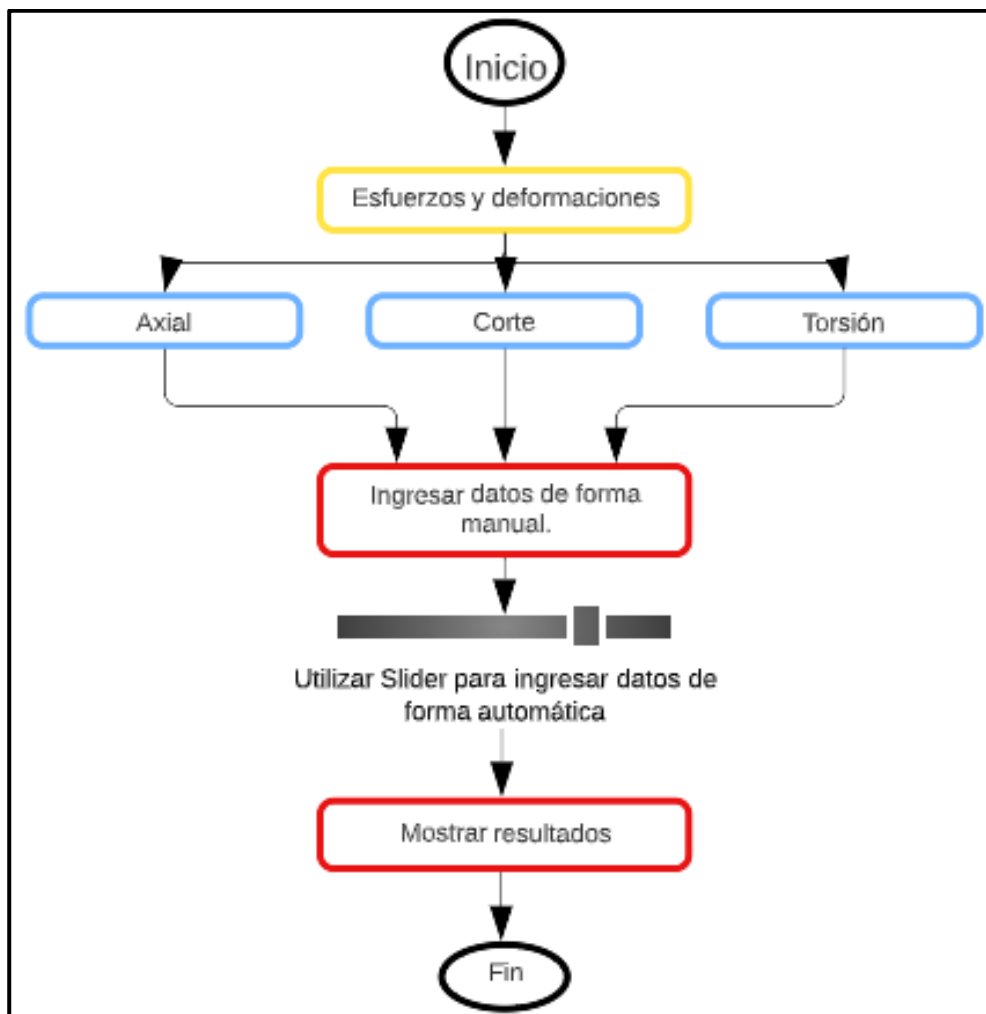 Inicio
Esfuerzos y deformaciones
Axial
Corte
Torsión
Ingresar datos de forma
manual.
Utilizar Slider para ingresar datos de
forma automática
Mostrar resultados
Fin